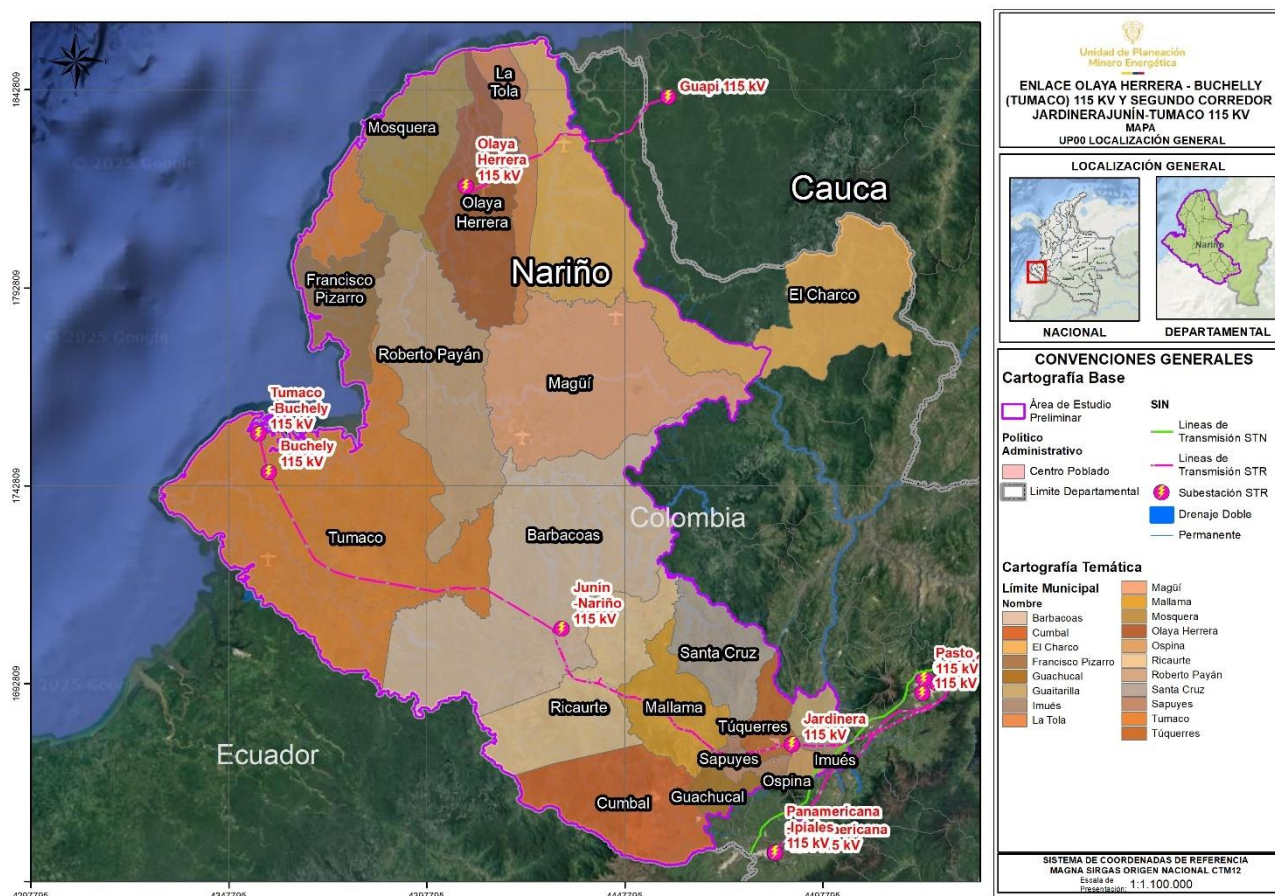 © 2025 Google
© 2025 Google
La
Tola
Guapi 115 kV
Mosquera
Olaya
Herrera
115 kV
Olaya
Herrera
Cauca
Nariño
Francisco
Pizarro
El Charco
Roberto Payán
Magüí
Tumaco
-Buchely
115 kV
Buchely
115 kV
Colombia
Tumaco
Barbacoas
Junín
-Nariño
115 kV
Santa Cruz
Pasto
115 kV
115 kV
Ricaurte
Mallama
Túquerres
Jardinera
115 kV
Ecuador
Sapuyes
Imués
Ospina
Cumbal
Guachucal
Panamericana
-Ipiales
115 kV
1842809
1792809
1742809
1692809
4297795
4347795
4397795
4447795
4497795
Unidad de Planeación
Minero Energética
ENLACE OLAYA HERRERA - BUCHELLY
(TUMACO) 115 KV Y SEGUNDO CORREDOR
JARDINERAJUNÍN-TUMACO 115 KV
MAPA
UP00 LOCALIZACIÓN GENERAL
LOCALIZACIÓN GENERAL
Nariño
NACIONAL
DEPARTAMENTAL
CONVENCIONES GENERALES
Cartografía Base
Área de Estudio
Preliminar
Político
Administrativo
Centro Poblado
Limite Departamental
SIN
Lineas de
Transmisión STN
Lineas de
Transmisión STR
Subestación STR
Drenaje Doble
Permanente
Cartografía Temática
Límite Municipal
Nombre
Barbacoas
Cumbal
El Charco
Francisco Pizarro
Guachucal
Guaitarilla
Imués
La Tola
Magüí
Mallama
Mosquera
Olaya Herrera
Ospina
Ricaurte
Roberto Payán
Santa Cruz
Sapuyes
Tumaco
Túquerres
SISTEMA DE COORDENADAS DE REFERENCIA
MAGNA SIRGAS ORIGEN NACIONAL CTM12
Escala de
Presentación: 1:1.100.000